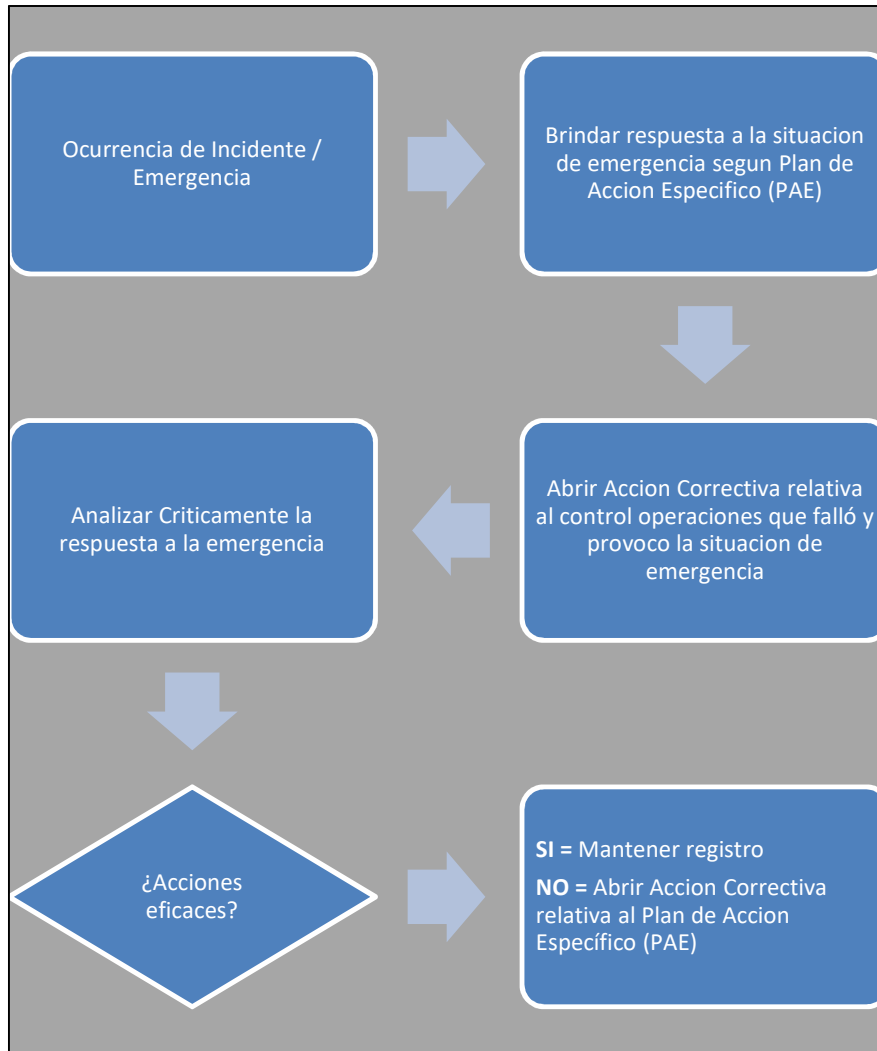 Ocurrencia de Incidente /
Emergencia
Brindar respuesta a la situacion
de emergencia segun Plan de
Accion Especifico (PAE)
Abrir Accion Correctiva relativa
al control operaciones que falló y
provoco la situacion de
emergencia
Analizar Criticamente la
respuesta a la emergencia
¿Acciones
eficaces?
SI = Mantener registro
NO = Abrir Accion Correctiva
relativa al Plan de Accion
Específico (PAE)